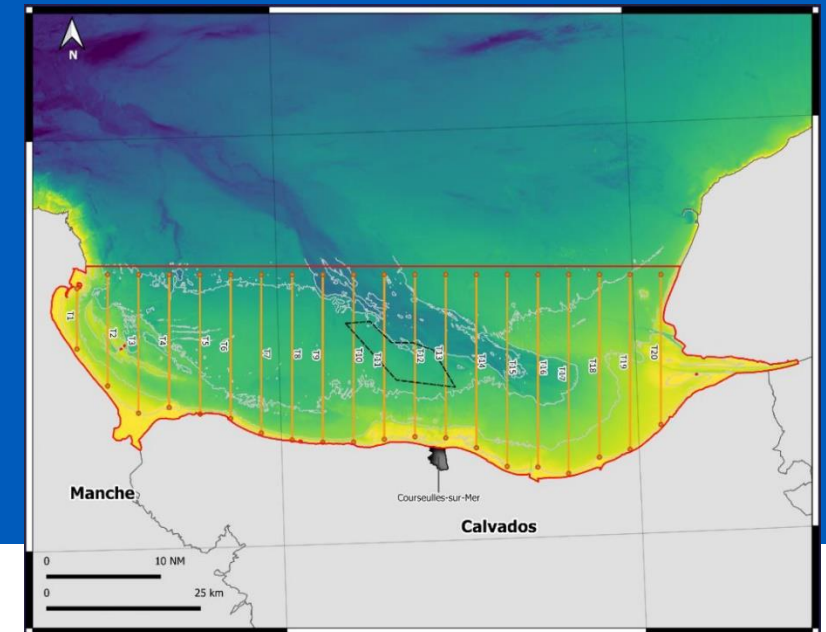 N
T1
T2
T3
T4
T5
T6
T7
T8
T9
T10
T11
T12
T13
T14
T15
T16
T17
T18
T19
T20
Manche
Courseulles-sur-Mer
Calvados
0 10 NM
0 25 km